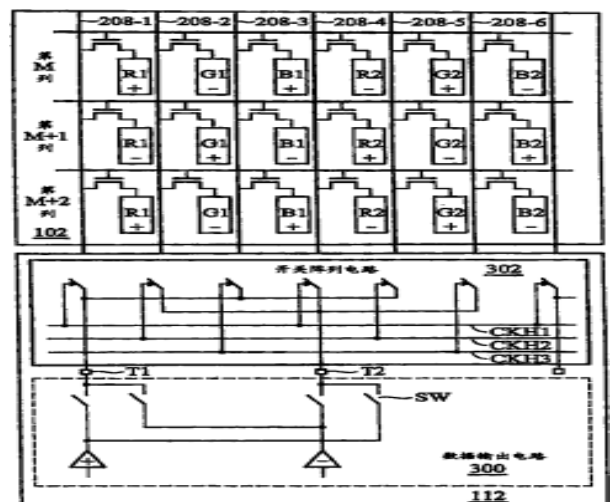 208-1 208-2 208-3 208-4 208-5 208-6
第M列
R1 G1 B1 R2 G2 B2
+ - + - + -
第M+1列
R1 G1 B1 R2 G2 B2
- + - + - +
第M+2列
R1 G1 B1 R2 G2 B2
+ - + - + -
102
开关阵列电路 302
CKH1
CKH2
CKH3
T1 T2
SW
+ -
数据输出电路
300
112